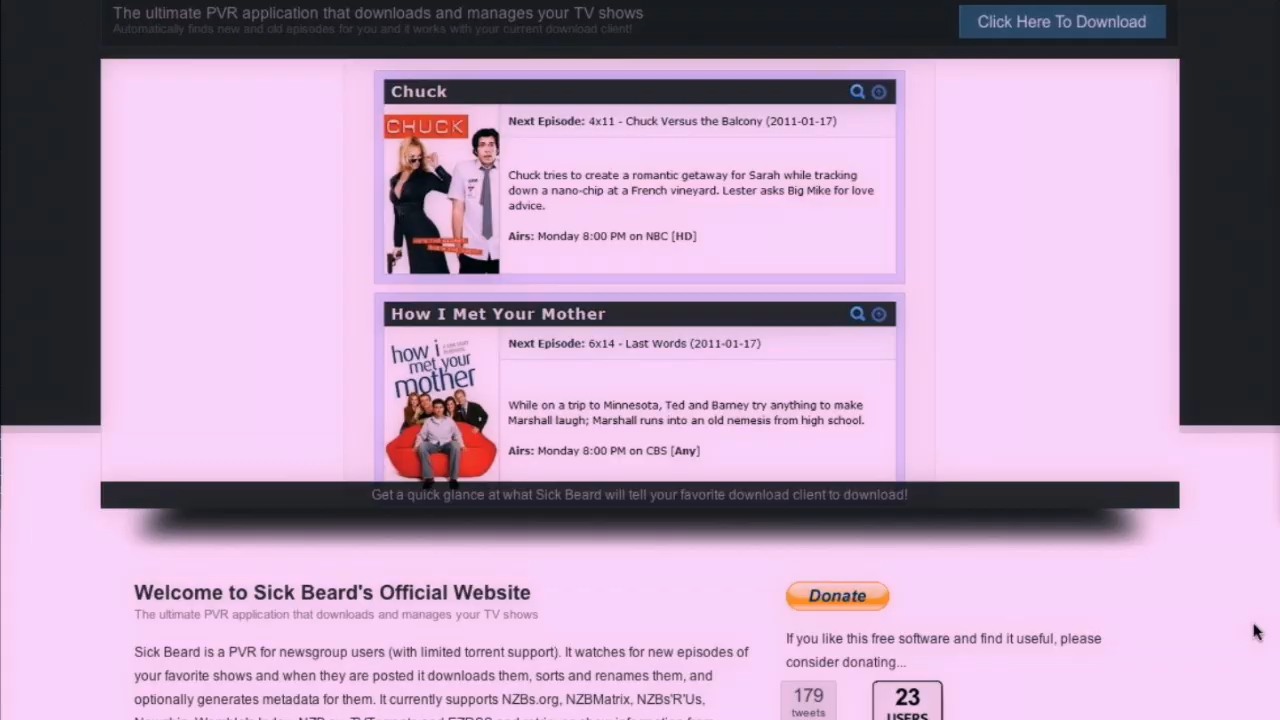 The ultimate PVR application that downloads and manages your TV shows
Automatically finds new and old episodes for you and it works with your current download client!
Click Here To Download
Chuck
CHUCK
Next Episode: 4x11 - Chuck Versus the Balcony (2011-01-17)
Chuck tries to create a romantic getaway for Sarah while tracking
down a nano-chip at a French vineyard. Lester asks Big Mike for love
advice.
Airs: Monday 8:00 PM on NBC [HD]
How I Met Your Mother
how i
met your
mother
Next Episode: 6x14 - Last Words (2011-01-17)
While on a trip to Minnesota, Ted and Barney try anything to make
Marshall laugh; Marshall runs into an old nemesis from high school.
Airs: Monday 8:00 PM on CBS [Any]
Get a quick glance at what Sick Beard will tell your favorite download client to download!
Welcome to Sick Beard's Official Website
The ultimate PVR application that downloads and manages your TV shows
Sick Beard is a PVR for newsgroup users (with limited torrent support). It watches for new episodes of
your favorite shows and when they are posted it downloads them, sorts and renames them, and
optionally generates metadata for them. It currently supports NZBs.org, NZBMatrix, NZBs'R'Us,
Donate
If you like this free software and find it useful, please
consider donating...
179
tweets
23
USERS